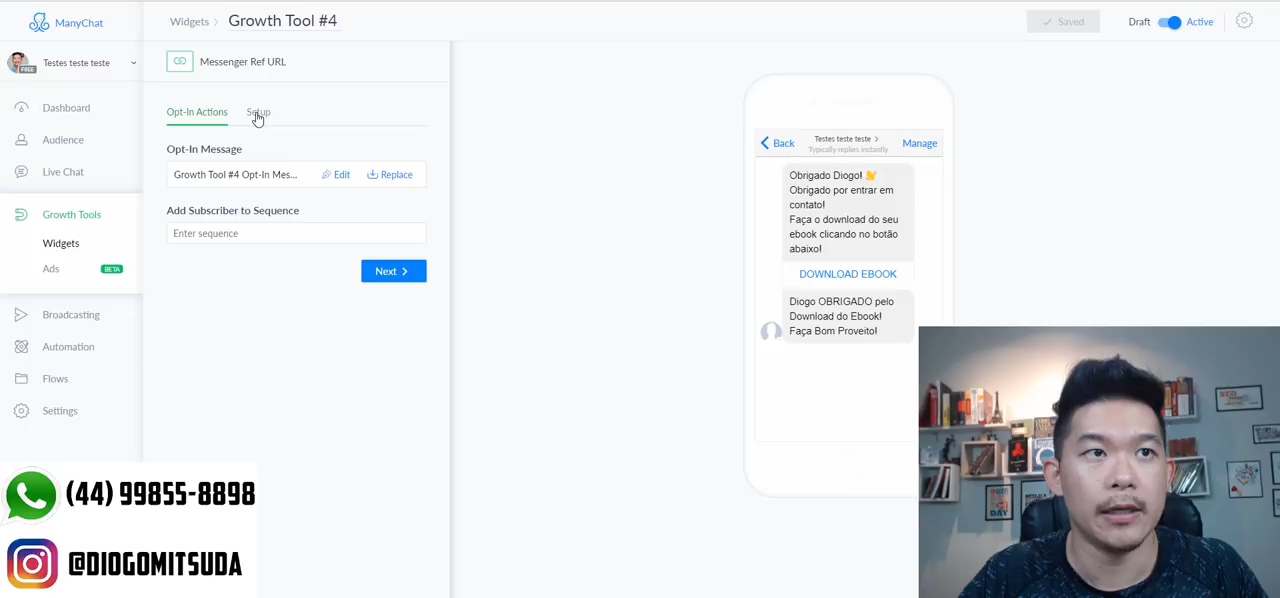 ManyChat
Widgets
Growth Tool #4
Saved
Draft
Active
Testes teste teste
FREE
Messenger Ref URL
Dashboard
Audience
Live Chat
Growth Tools
Widgets
Ads
BETA
Broadcasting
Automation
Flows
Settings
Opt-In Actions
Setup
Opt-In Message
Growth Tool #4 Opt-In Mes...
Edit
Replace
Add Subscriber to Sequence
Enter sequence
Next
Back
Testes teste teste
Typically replies instantly
Manage
Obrigado Diogo!
Obrigado por entrar em
contato!
Faça o download do seu
ebook clicando no botão
abaixo!
DOWNLOAD EBOOK
Diogo OBRIGADO pelo
Download do Ebook!
Faça Bom Proveito!
(44) 99855-8898
@DIOGOMITSUDA